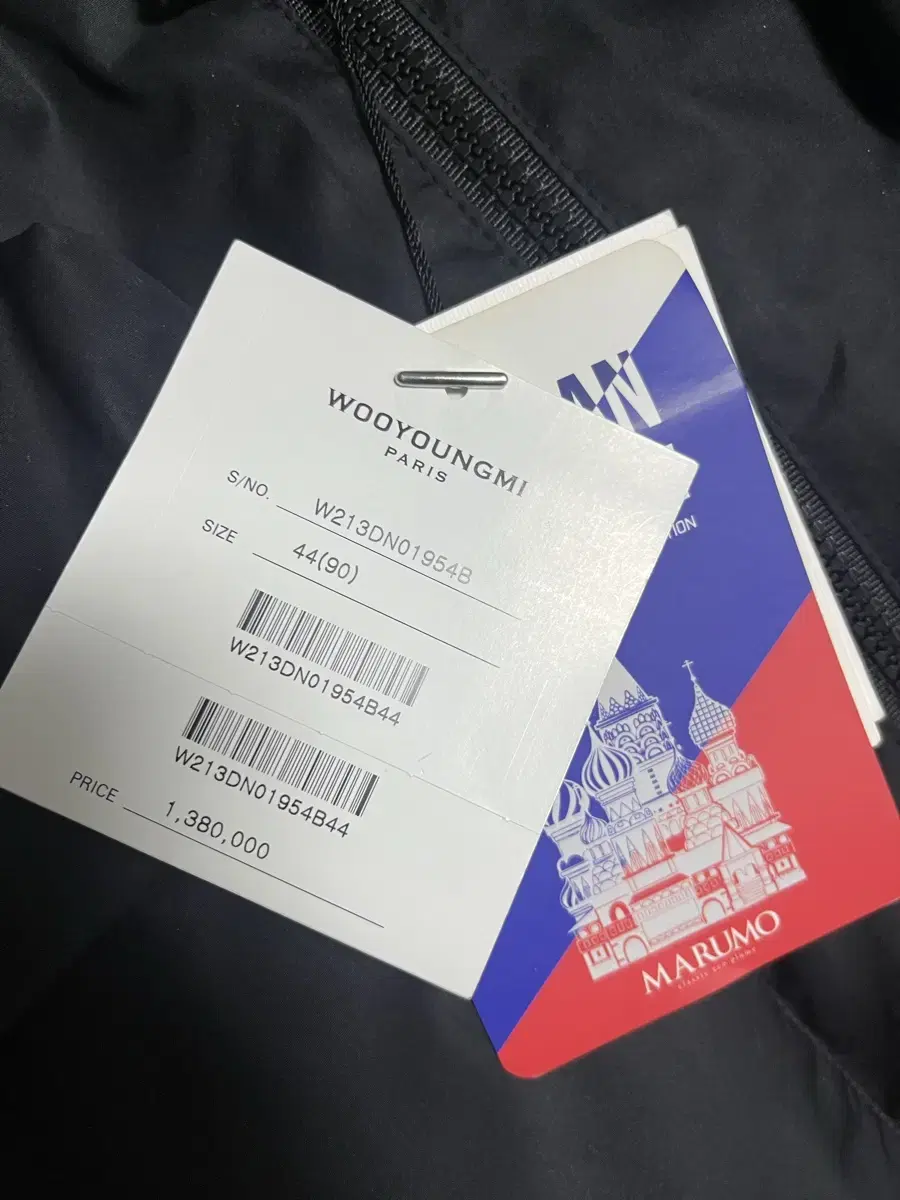 WOOYOUNGMI
PARIS
S/NO. W213DN01954B
SIZE 44(90)
W213DN01954B44
W213DN01954B44
PRICE 1,380,000
MARUMO